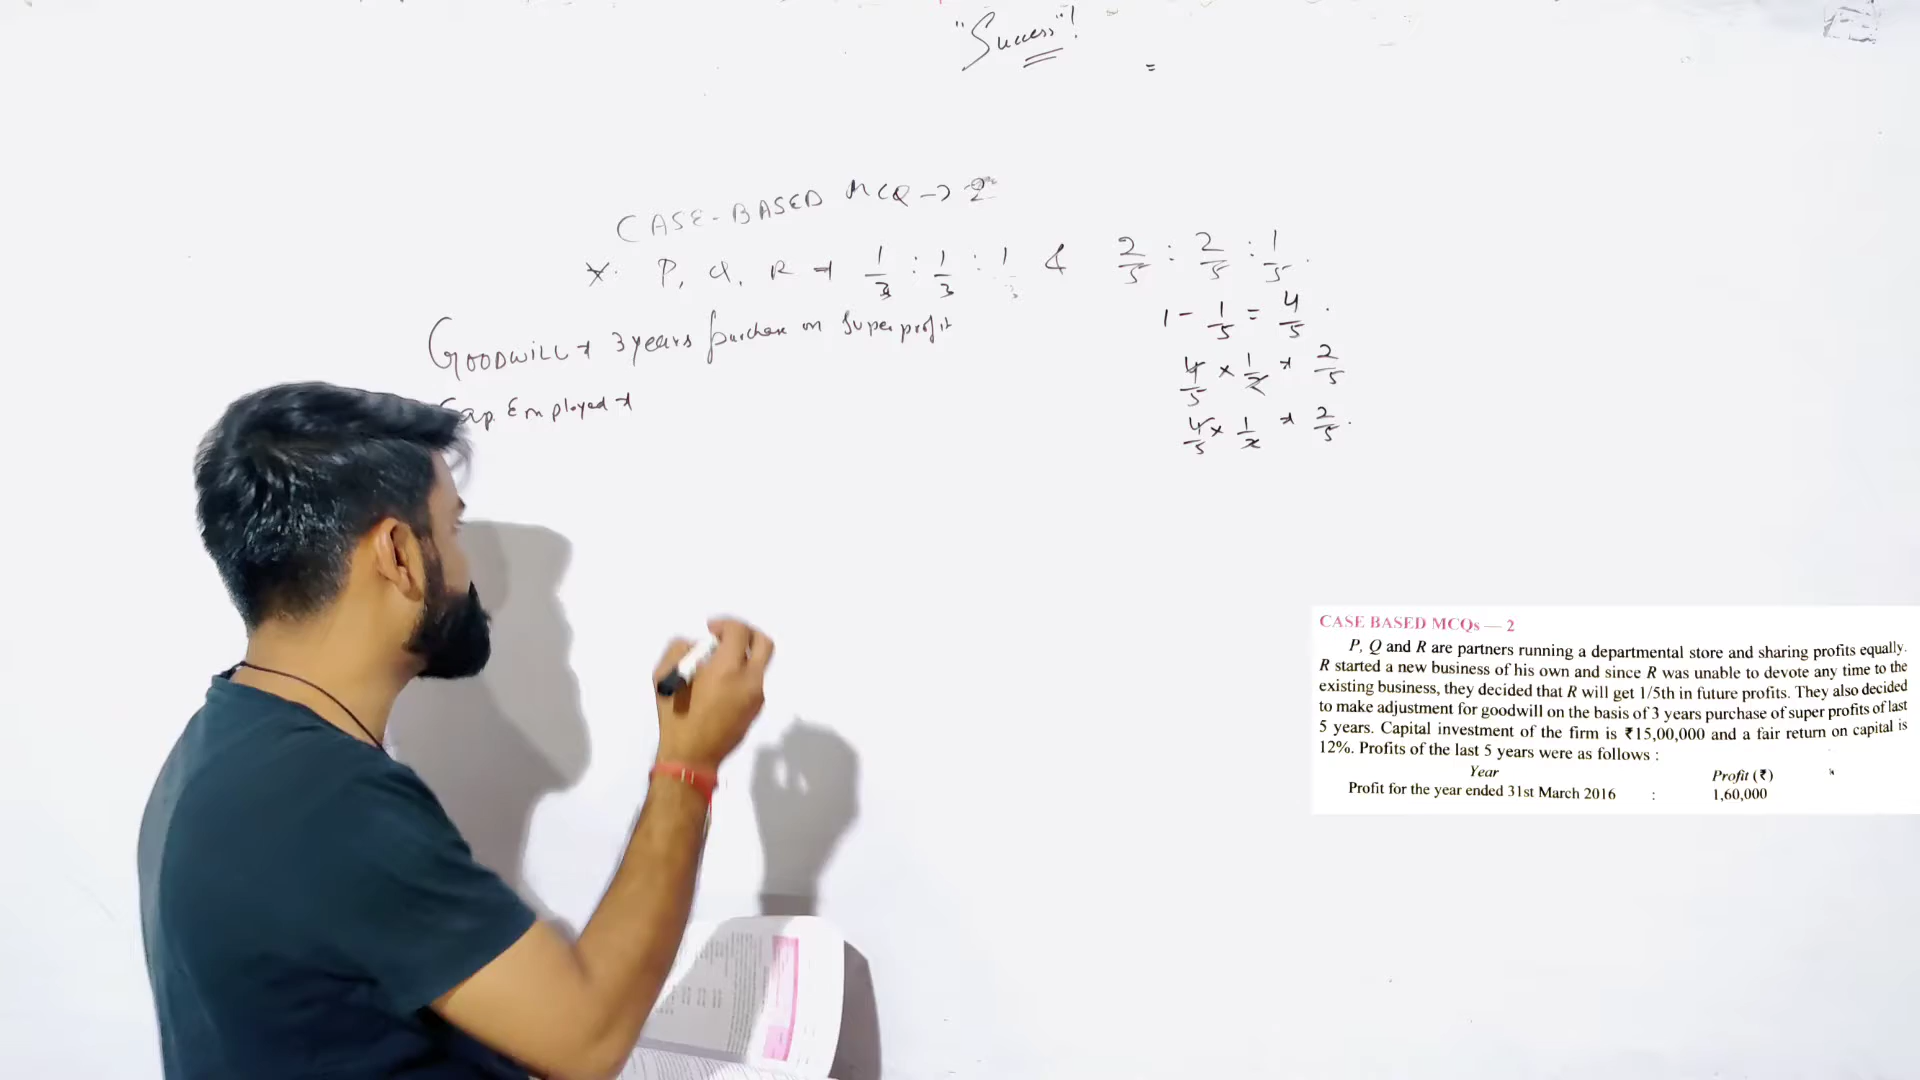 "Success"!
=
CASE-BASED MCQ → 2
* P, Q, R → 1/3 : 1/3 : 1/3 & 2/5 : 2/5 : 1/5.
1 - 1/5 = 4/5.
GOODWILL → 3 years purchase on super profit
4/5 × 1/2 → 2/5
Cap. Employed →
4/5 × 1/2 → 2/5.
CASE BASED MCQs — 2
P, Q and R are partners running a departmental store and sharing profits equally.
R started a new business of his own and since R was unable to devote any time to the
existing business, they decided that R will get 1/5th in future profits. They also decided
to make adjustment for goodwill on the basis of 3 years purchase of super profits of last
5 years. Capital investment of the firm is ₹15,00,000 and a fair return on capital is
12%. Profits of the last 5 years were as follows :
Year Profit (₹)
Profit for the year ended 31st March 2016 : 1,60,000